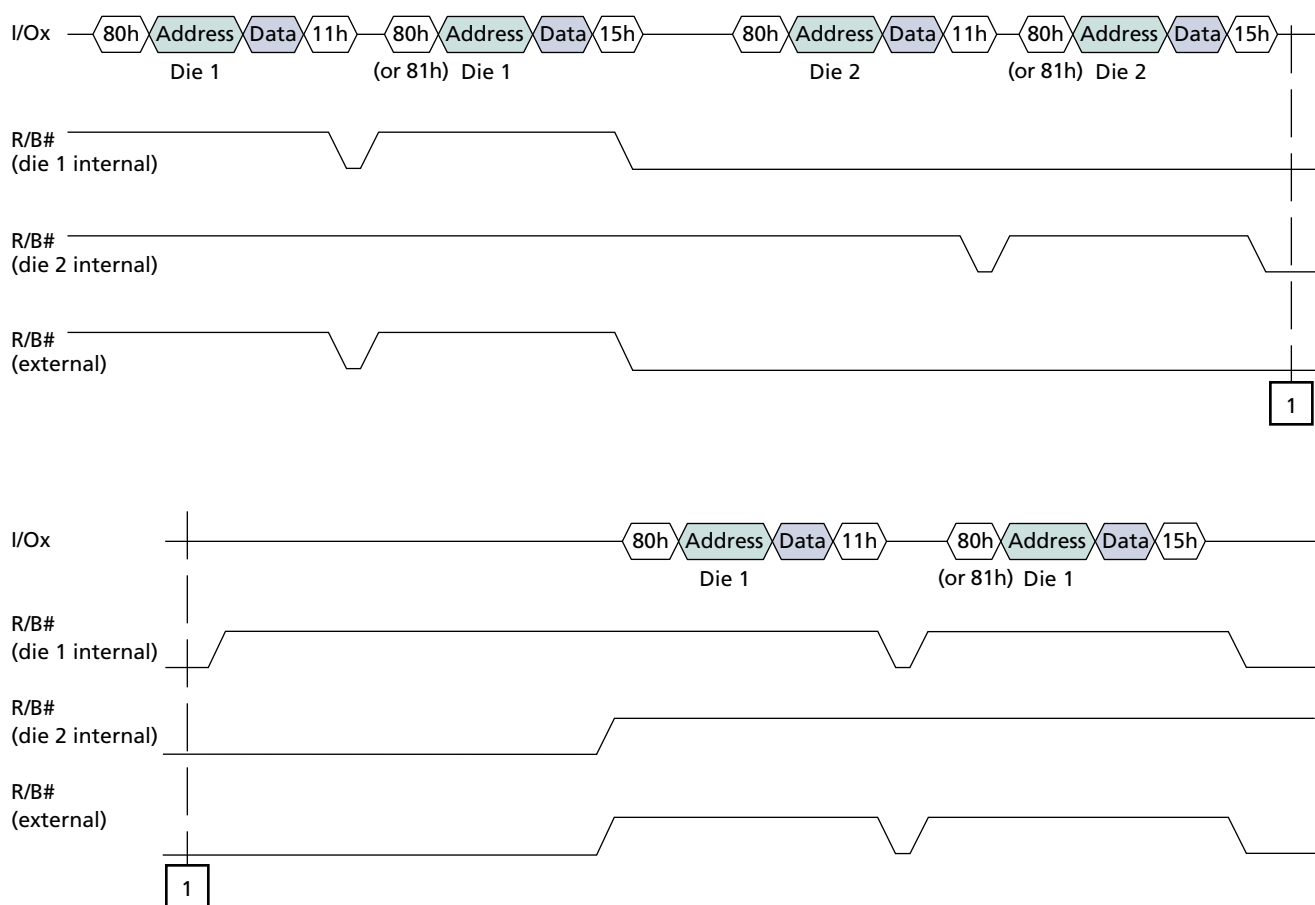 I/Ox 80h Address Data 11h 80h Address Data 15h 80h Address Data 11h 80h Address Data 15h
Die 1 (or 81h) Die 1 Die 2 (or 81h) Die 2
R/B#
(die 1 internal)
R/B#
(die 2 internal)
R/B#
(external)
1
I/Ox 80h Address Data 11h 80h Address Data 15h
Die 1 (or 81h) Die 1
R/B#
(die 1 internal)
R/B#
(die 2 internal)
R/B#
(external)
1